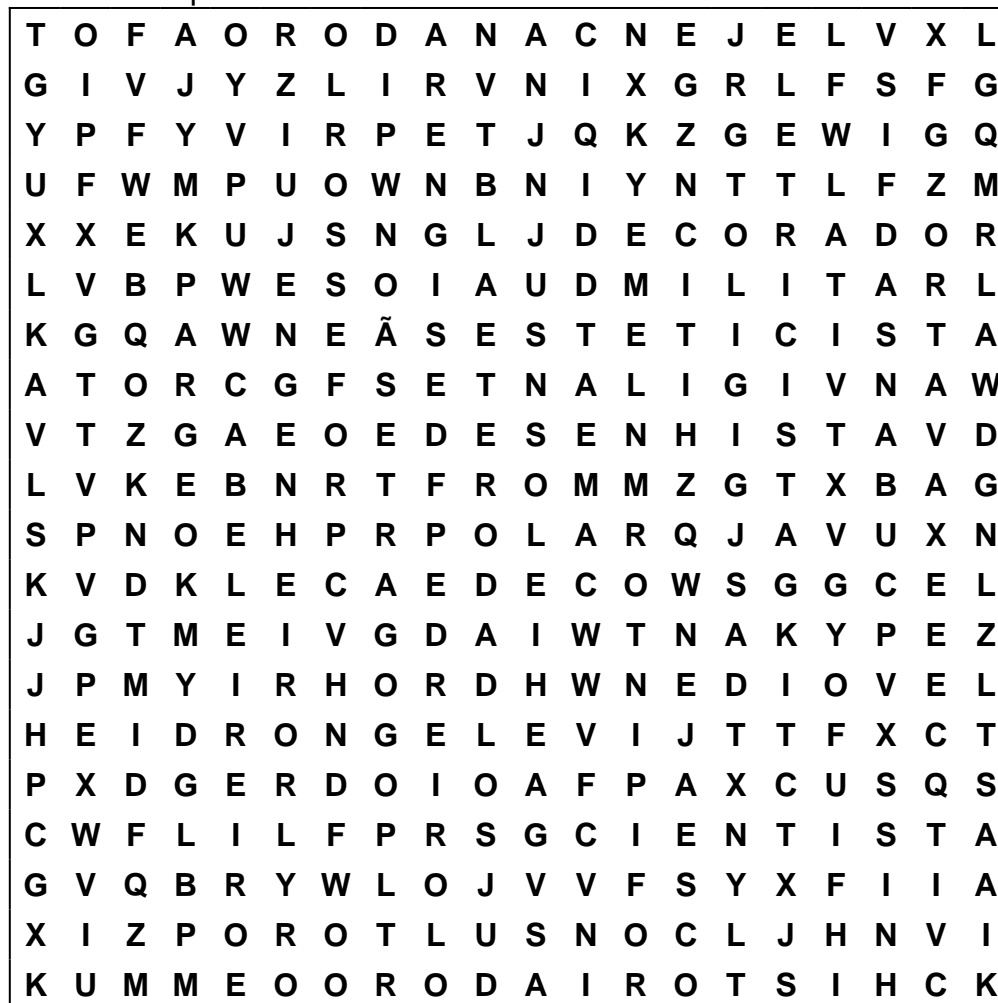 T O F A O R O D A N A C N E J E L V X L
G I V J Y Z L I R V N I X G R L F S F G
Y P F Y V I R P E T J Q K Z G E W I G Q
U F W M P U O W N B N I Y N T T L F Z M
X X E K U J S N G L J D E C O R A D O R
L V B P W E S O I A U D M I L I T A R L
K G Q A W N E Ã S E S T E T I C I S T A
A T O R C G F S E T N A L I G I V N A W
V T Z G A E O E D E S E N H I S T A V D
L V K E B N R T F R O M M Z G T X B A G
S P N O E H P R P O L A R Q J A V U X N
K V D K L E C A E D E C O W S G G C E L
J G T M E I V G D A I W T N A K Y P E Z
J P M Y I R H O R D H W N E D I O V E L
H E I D R O N G E L E V I J T T F X C T
P X D G E R D O I O A F P A X C U S Q S
C W F L I L F P R S G C I E N T I S T A
G V Q B R Y W L O J V V F S Y X F I I A
X I Z P O R O T L U S N O C L J H N V I
K U M M E O O R O D A I R O T S I H C K